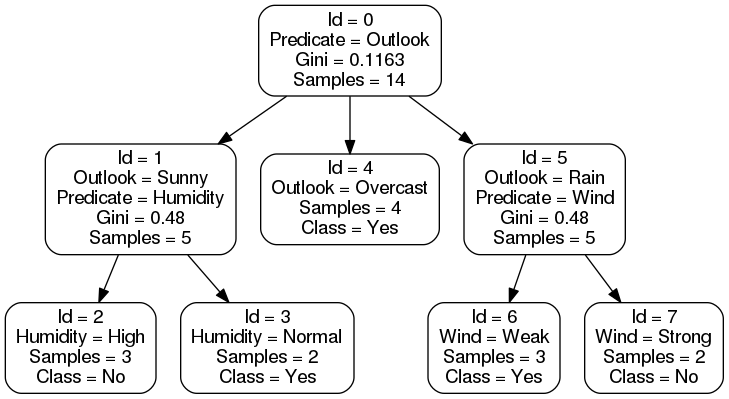 Id = 0
Predicate = Outlook
Gini = 0.1163
Samples = 14
Id = 1
Outlook = Sunny
Predicate = Humidity
Gini = 0.48
Samples = 5
Id = 4
Outlook = Overcast
Samples = 4
Class = Yes
Id = 5
Outlook = Rain
Predicate = Wind
Gini = 0.48
Samples = 5
Id = 2
Humidity = High
Samples = 3
Class = No
Id = 3
Humidity = Normal
Samples = 2
Class = Yes
Id = 6
Wind = Weak
Samples = 3
Class = Yes
Id = 7
Wind = Strong
Samples = 2
Class = No